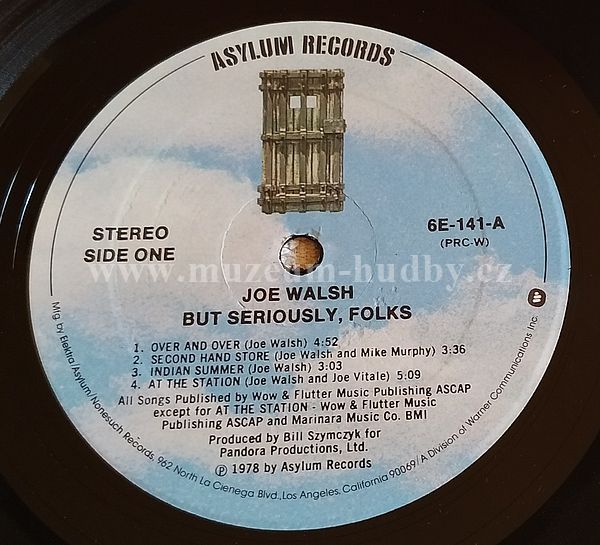 ASYLUM RECORDS
STEREO
SIDE ONE
6E-141-A
(PRC-W)
www.muzeum-hudby.cz
JOE WALSH
BUT SERIOUSLY, FOLKS
1. OVER AND OVER (Joe Walsh) 4:52
2. SECOND HAND STORE (Joe Walsh and Mike Murphy) 3:36
3. INDIAN SUMMER (Joe Walsh) 3:03
4. AT THE STATION (Joe Walsh and Joe Vitale) 5:09
All Songs Published by Wow & Flutter Music Publishing ASCAP
except for AT THE STATION - Wow & Flutter Music
Publishing ASCAP and Marinara Music Co. BMI
Produced by Bill Szymczyk for
Pandora Productions, Ltd.
℗ 1978 by Asylum Records
Mfg by Elektra/Asylum/Nonesuch Records, 962 North La Cienega Blvd., Los Angeles, California 90069/A Division of Warner Communications Inc.